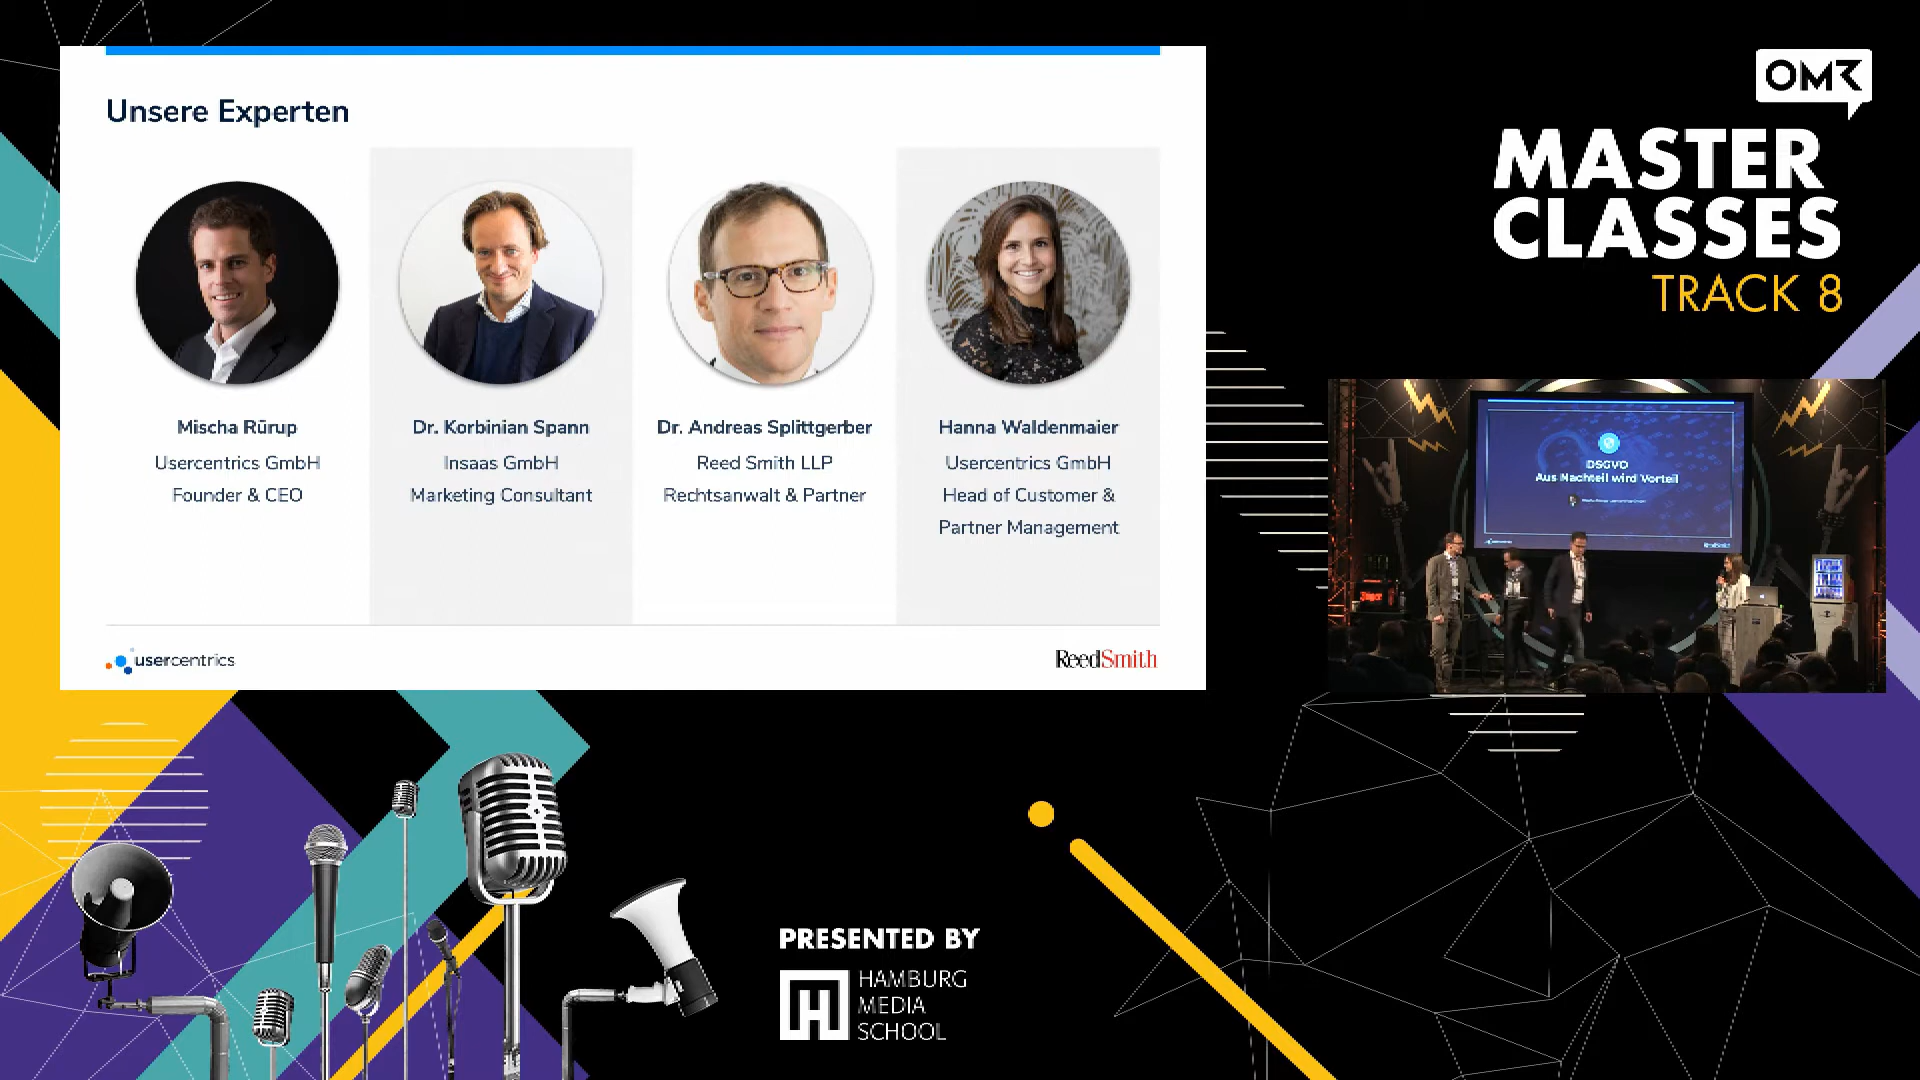 Unsere Experten
Mischa Rürup
Usercentrics GmbH
Founder & CEO
Dr. Korbinian Spann
Insaas GmbH
Marketing Consultant
Dr. Andreas Splittgerber
Reed Smith LLP
Rechtsanwalt & Partner
Hanna Waldenmaier
Usercentrics GmbH
Head of Customer &
Partner Management
usercentrics
ReedSmith
OMR
MASTER
CLASSES
TRACK 8
DSGVO
Aus Nachteil wird Vorteil
PRESENTED BY
HAMBURG
MEDIA
SCHOOL